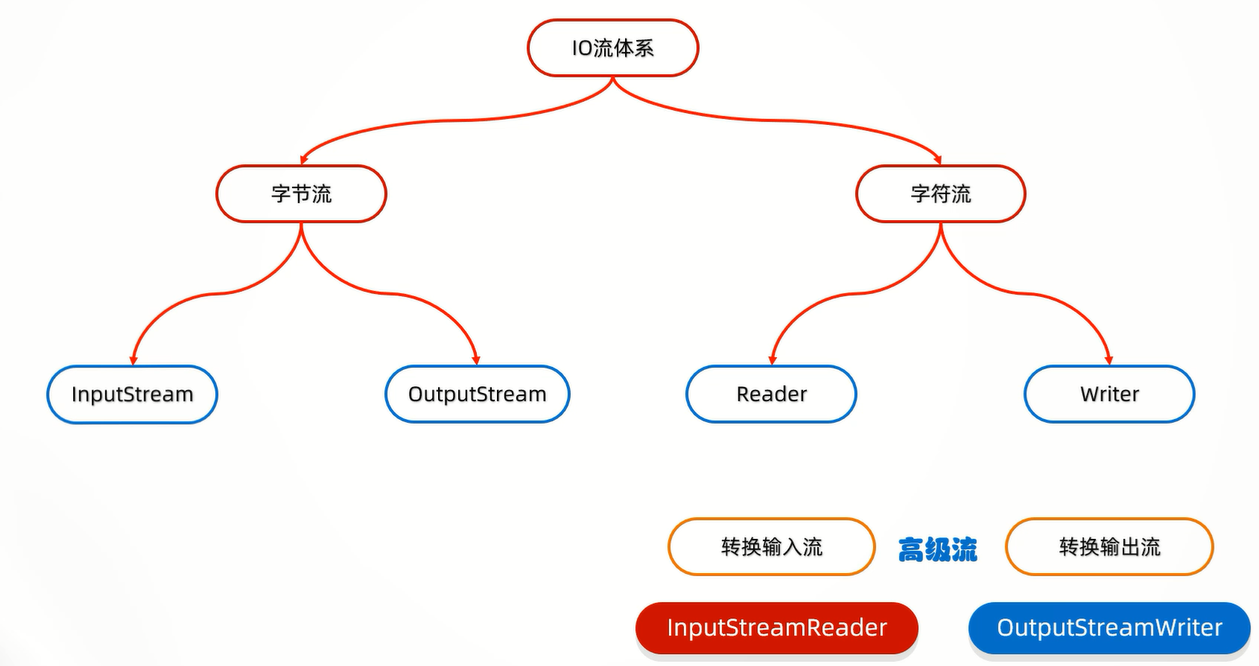 IO流体系
字节流
字符流
InputStream
OutputStream
Reader
Writer
转换输入流
高级流
转换输出流
InputStreamReader
OutputStreamWriter